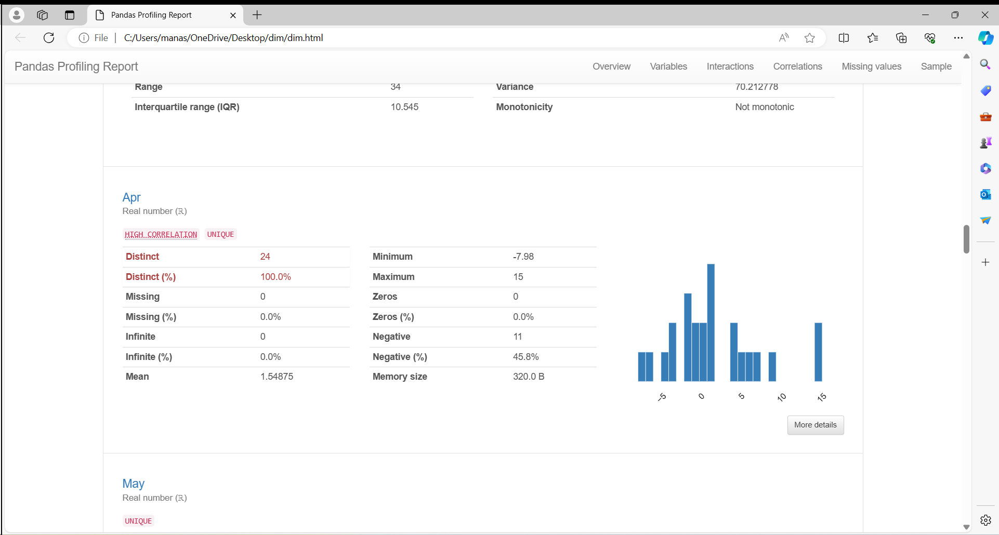 Pandas Profiling Report
File
C:/Users/manas/OneDrive/Desktop/dim/dim.html
Pandas Profiling Report Overview Variables Interactions Correlations Missing values Sample
Range 34 Variance 70.212778
Interquartile range (IQR) 10.545 Monotonicity Not monotonic
Apr
Real number (ℝ)
HIGH CORRELATION UNIQUE
Distinct 24 Minimum -7.98
Distinct (%) 100.0% Maximum 15
Missing 0 Zeros 0
Missing (%) 0.0% Zeros (%) 0.0%
Infinite 0 Negative 11
Infinite (%) 0.0% Negative (%) 45.8%
Mean 1.54875 Memory size 320.0 B
−5 0 5 10 15
More details
May
Real number (ℝ)
UNIQUE